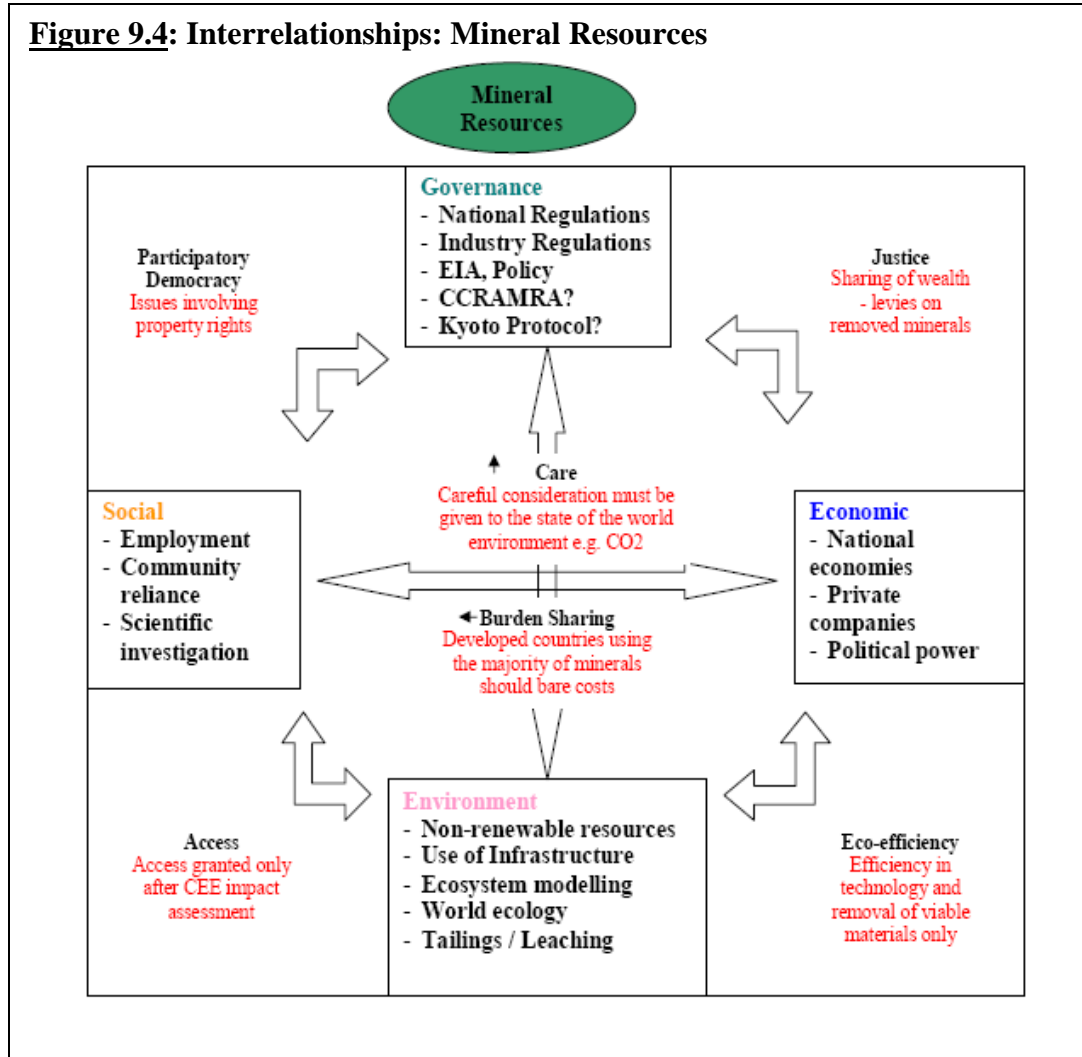 Figure 9.4: Interrelationships: Mineral Resources
Mineral
Resources
Governance
- National Regulations
- Industry Regulations
- EIA, Policy
- CCRAMRA?
- Kyoto Protocol?
Participatory
Democracy
Issues involving
property rights
Justice
Sharing of wealth
- levies on
removed minerals
Social
- Employment
- Community
reliance
- Scientific
investigation
Care
Careful consideration must be
given to the state of the world
environment e.g. CO2
Burden Sharing
Developed countries using
the majority of minerals
should bare costs
Economic
- National
economies
- Private
companies
- Political power
Access
Access granted only
after CEE impact
assessment
Environment
- Non-renewable resources
- Use of Infrastructure
- Ecosystem modelling
- World ecology
- Tailings / Leaching
Eco-efficiency
Efficiency in
technology and
removal of viable
materials only